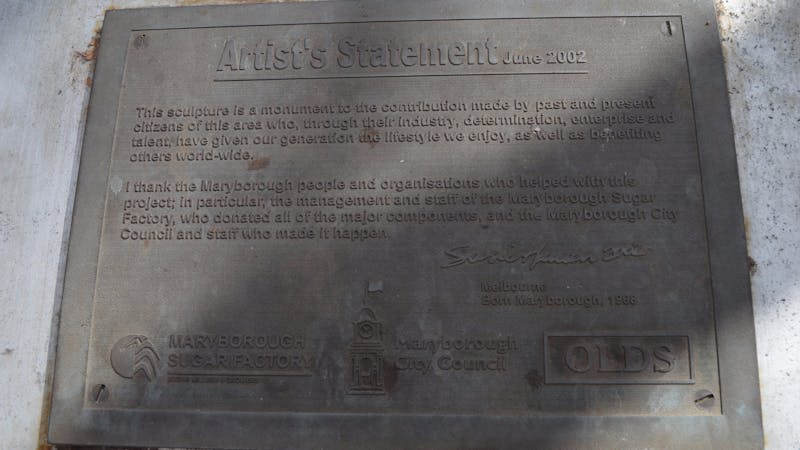 Artist's Statement June 2002
This sculpture is a monument to the contribution made by past and present
citizens of this area who, through their industry, determination, enterprise and
talent, have given our generation the lifestyle we enjoy, as well as benefiting
others world-wide.
I thank the Maryborough people and organisations who helped with this
project; in particular, the management and staff of the Maryborough Sugar
Factory, who donated all of the major components, and the Maryborough City
Council and staff who made it happen.
Melbourne
Born Maryborough,
MARYBOROUGH
SUGAR FACTORY
Maryborough
City Council
OLDS